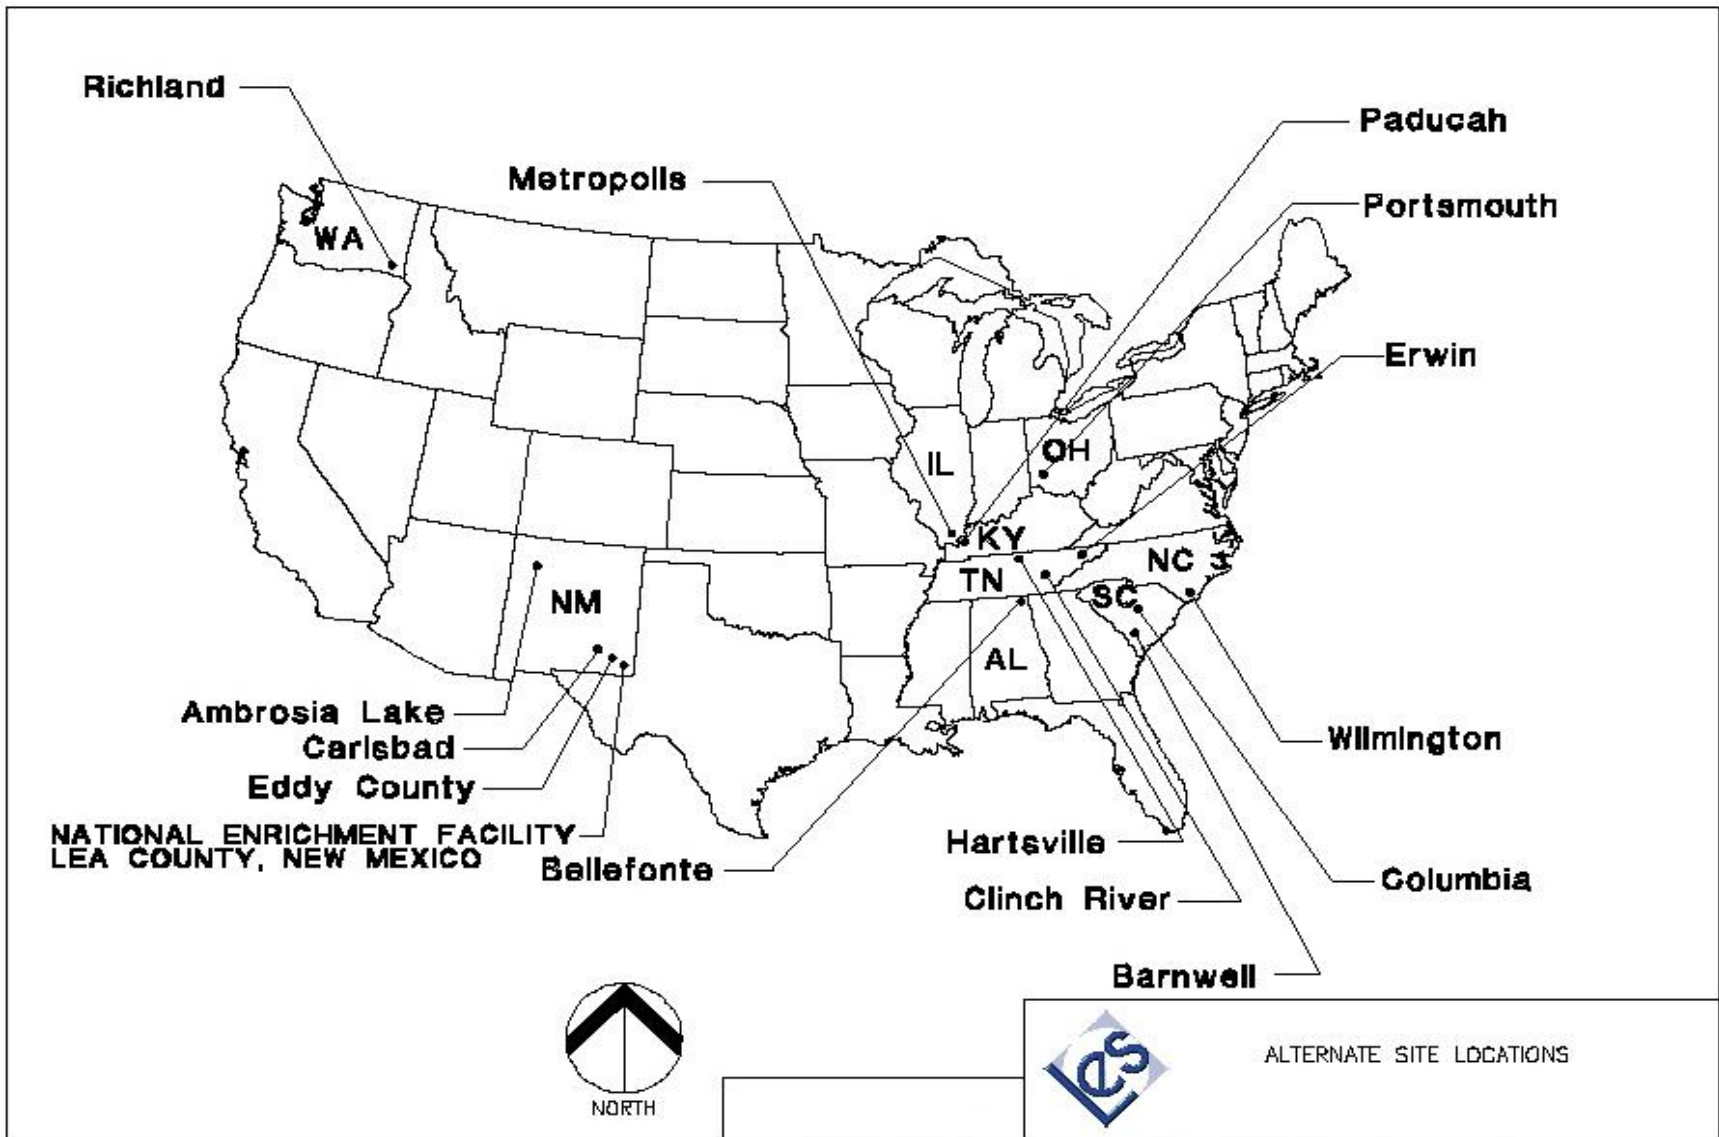 Richland
Paducah
Metropolis
Portsmouth
WA
Erwin
OH
IL
KY
NC
TN
NM
SC
AL
Ambrosia Lake
Carlsbad
Wilmington
Eddy County
NATIONAL ENRICHMENT FACILITY
LEA COUNTY, NEW MEXICO
Hartsville
Bellefonte
Columbia
Clinch River
Barnwell
LES
ALTERNATE SITE LOCATIONS
NORTH